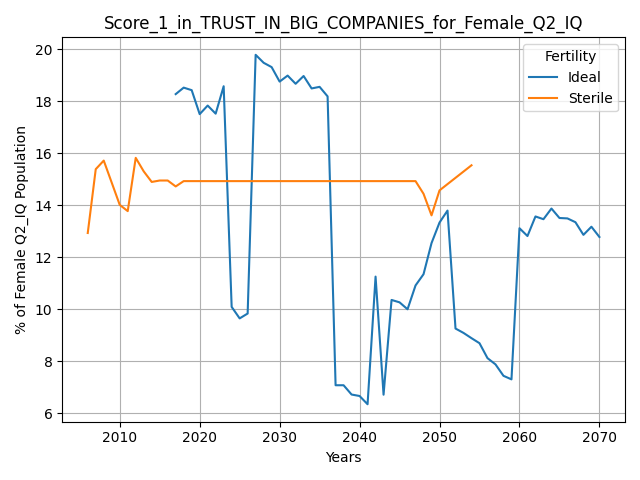 Score_1_in_TRUST_IN_BIG_COMPANIES_for_Female_Q2_IQ
Fertility
Ideal
Sterile
% of Female Q2_IQ Population
20
18
16
14
12
10
8
6
2010 2020 2030 2040 2050 2060 2070
Years